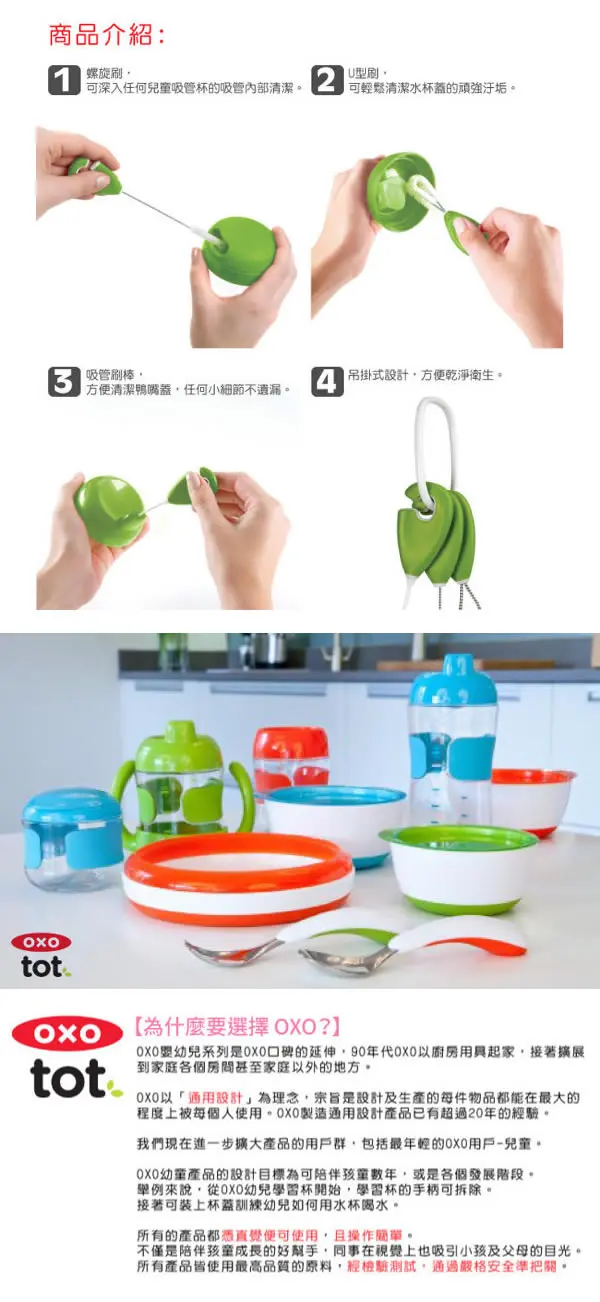 商品介紹:
1 螺旋刷，
可深入任何兒童吸管杯的吸管內部清潔。
2 U型刷，
可輕鬆清潔水杯蓋的頑強汙垢。
3 吸管刷棒，
方便清潔鴨嘴蓋，任何小細節不遺漏。
4 吊掛式設計，方便乾淨衛生。
OXO
tot
OXO
tot
【為什麼要選擇 OXO？】
OXO嬰幼兒系列是OXO口碑的延伸，90年代OXO以廚房用具起家，接著擴展
到家庭各個房間甚至家庭以外的地方。
OXO以「通用設計」為理念，宗旨是設計及生產的每件物品都能在最大的
程度上被每個人使用。OXO製造通用設計產品已有超過20年的經驗。
我們現在進一步擴大產品的用戶群，包括最年輕的OXO用戶-兒童。
OXO幼童產品的設計目標為可陪伴孩童數年，或是各個發展階段。
舉例來說，從OXO幼兒學習杯開始，學習杯的手柄可拆除。
接著可裝上杯蓋訓練幼兒如何用水杯喝水。
所有的產品都憑直覺便可使用，且操作簡單。
不僅是陪伴孩童成長的好幫手，同事在視覺上也吸引小孩及父母的目光。
所有產品皆使用最高品質的原料，經檢驗測試，通過嚴格安全準把關。